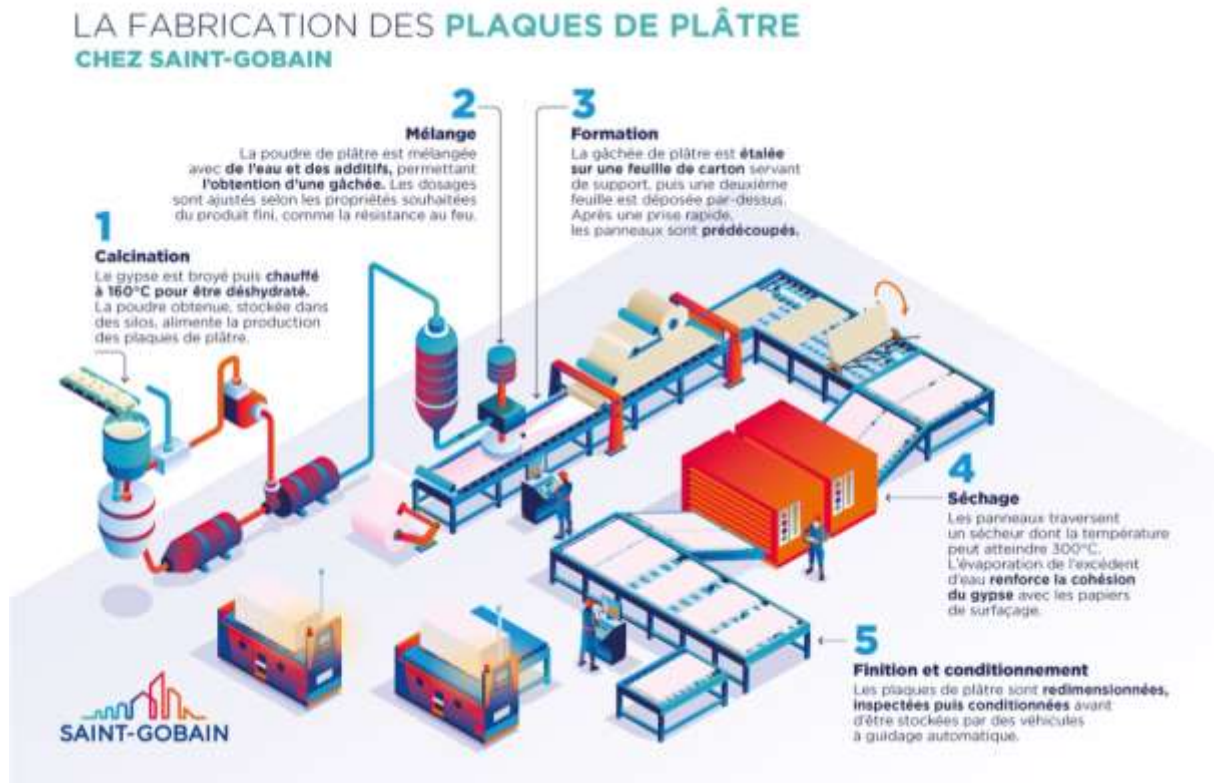 LA FABRICATION DES PLAQUES DE PLÂTRE
CHEZ SAINT-GOBAIN
1
Calcination
Le gypse est broyé puis chauffé
à 160°C pour être déshydraté.
La poudre obtenue, stockée dans
des silos, alimente la production
des plaques de plâtre.
2
Mélange
La poudre de plâtre est mélangée
avec de l'eau et des additifs, permettant
l'obtention d'une gâchée. Les dosages
sont ajustés selon les propriétés souhaitées
du produit fini, comme la résistance au feu.
3
Formation
La gâchée de plâtre est étalée
sur une feuille de carton servant
de support, puis une deuxième
feuille est déposée par-dessus.
Après une prise rapide,
les panneaux sont prédécoupés.
4
Séchage
Les panneaux traversent
un sécheur dont la température
peut atteindre 300°C.
L'évaporation de l'excédent
d'eau renforce la cohésion
du gypse avec les papiers
de surfaçage.
5
Finition et conditionnement
Les plaques de plâtre sont redimensionnées,
inspectées puis conditionnées avant
d'être stockées par des véhicules
à guidage automatique.
SAINT-GOBAIN